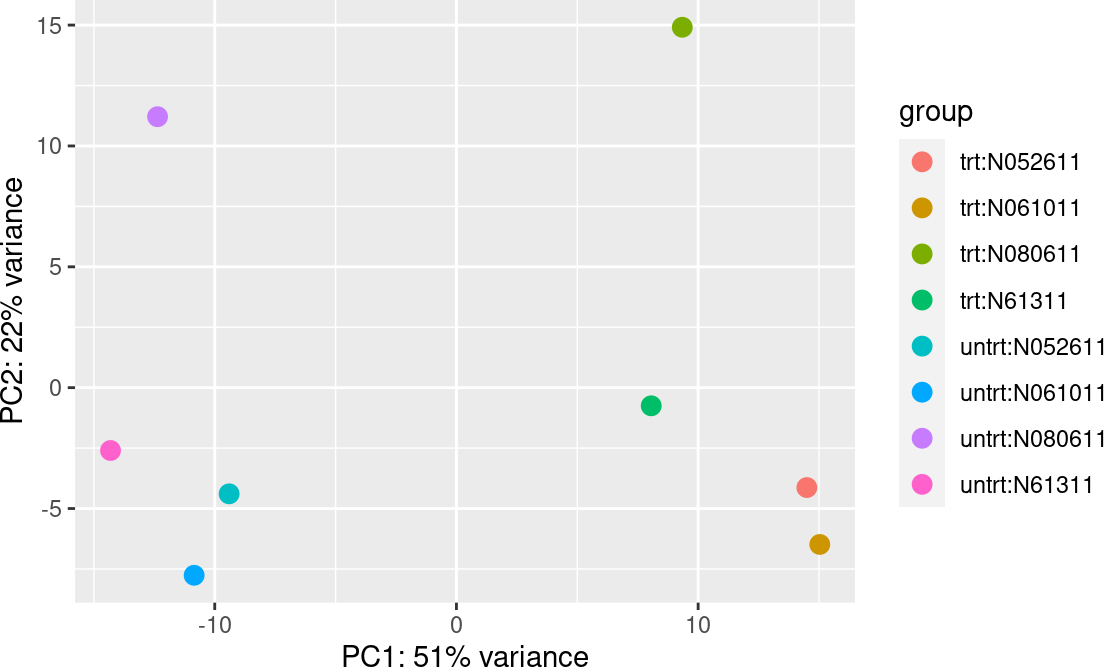 15
10
5
0
-5
PC2: 22% variance
-10
0
10
PC1: 51% variance
group
trt:N052611
trt:N061011
trt:N080611
trt:N61311
untrt:N052611
untrt:N061011
untrt:N080611
untrt:N61311